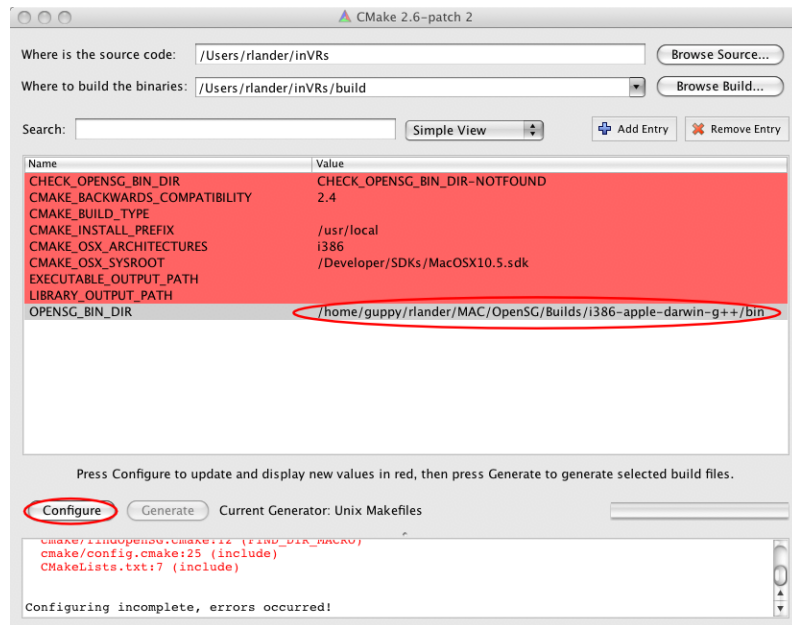 CMake 2.6-patch 2
Where is the source code: /Users/rlander/inVRs Browse Source...
Where to build the binaries: /Users/rlander/inVRs/build Browse Build...
Search: Simple View Add Entry Remove Entry
Name Value
CHECK_OPENSG_BIN_DIR CHECK_OPENSG_BIN_DIR-NOTFOUND
CMAKE_BACKWARDS_COMPATIBILITY 2.4
CMAKE_BUILD_TYPE
CMAKE_INSTALL_PREFIX /usr/local
CMAKE_OSX_ARCHITECTURES i386
CMAKE_OSX_SYSROOT /Developer/SDKs/MacOSX10.5.sdk
EXECUTABLE_OUTPUT_PATH
LIBRARY_OUTPUT_PATH
OPENSG_BIN_DIR /home/guppy/rlander/MAC/OpenSG/Builds/i386-apple-darwin-g++/bin
Press Configure to update and display new values in red, then press Generate to generate selected build files.
Configure Generate Current Generator: Unix Makefiles
cmake/findOpenSG.cmake:12 (FIND_DIR_MACRO)
cmake/config.cmake:25 (include)
CMakeLists.txt:7 (include)
Configuring incomplete, errors occurred!